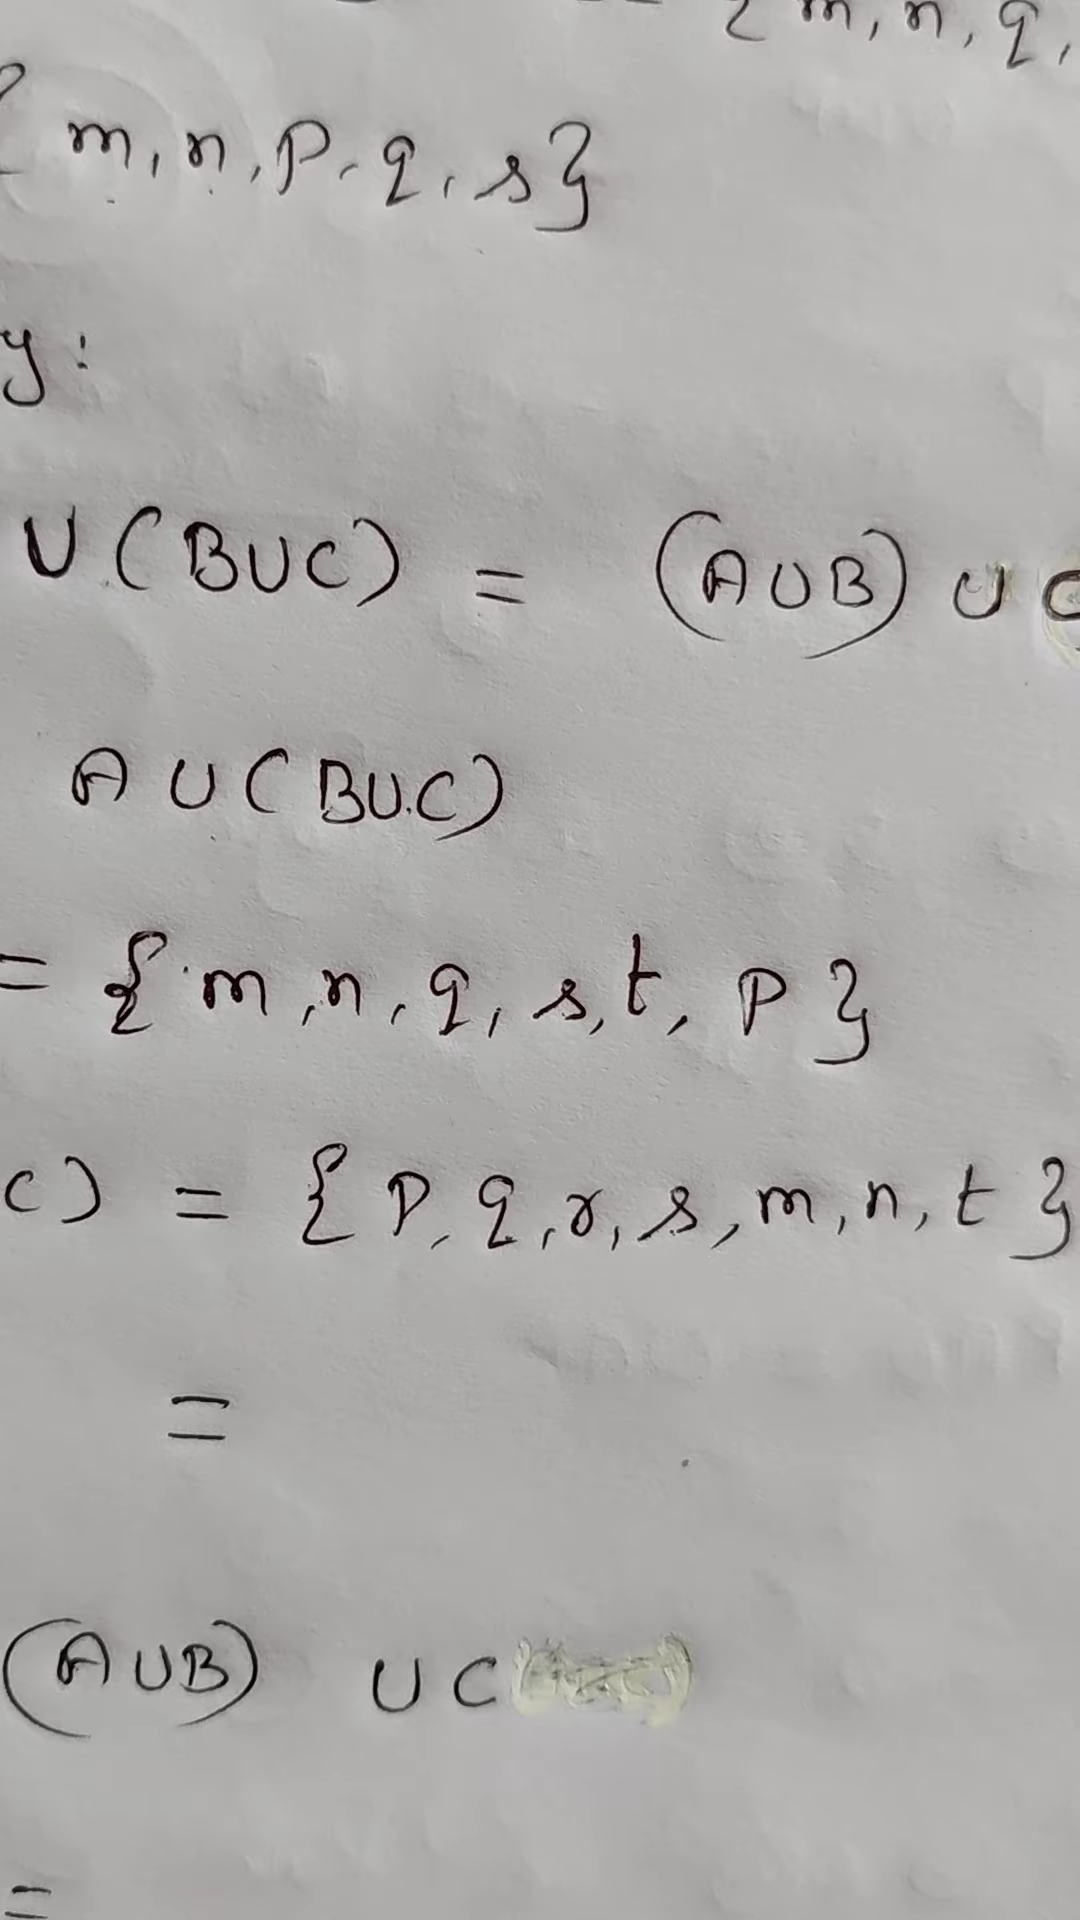 { m, n, q,
{ m, n, p, q, s}
y:
U (BUC) = (AUB) U C
A U (BUC)
= { m, n, q, s, t, p }
C) = { p, q, r, s, m, n, t }
=
(AUB) U C
=